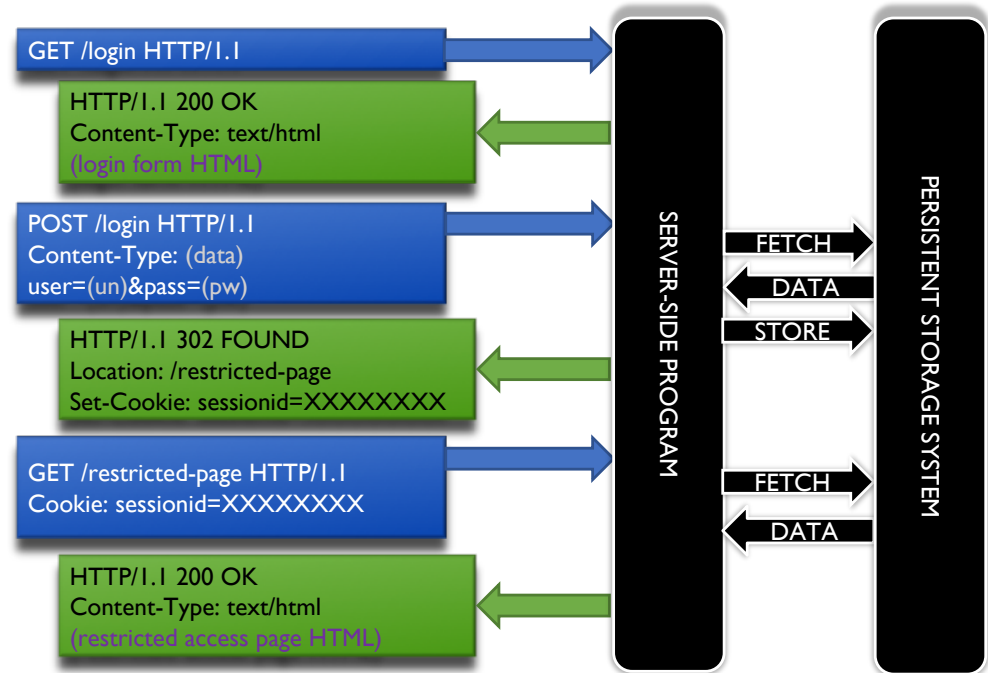 GET /login HTTP/1.1
HTTP/1.1 200 OK
Content-Type: text/html
(login form HTML)
POST /login HTTP/1.1
Content-Type: (data)
user=(un)&pass=(pw)
HTTP/1.1 302 FOUND
Location: /restricted-page
Set-Cookie: sessionid=XXXXXXXX
GET /restricted-page HTTP/1.1
Cookie: sessionid=XXXXXXXX
HTTP/1.1 200 OK
Content-Type: text/html
(restricted access page HTML)
SERVER-SIDE PROGRAM
FETCH
DATA
STORE
FETCH
DATA
PERSISTENT STORAGE SYSTEM